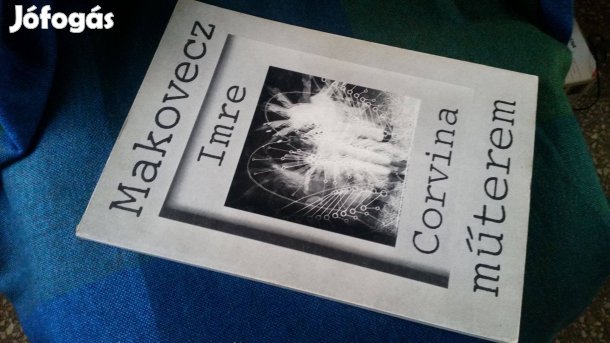 Jófogás
Makovecz
Imre
Corvina
műterem